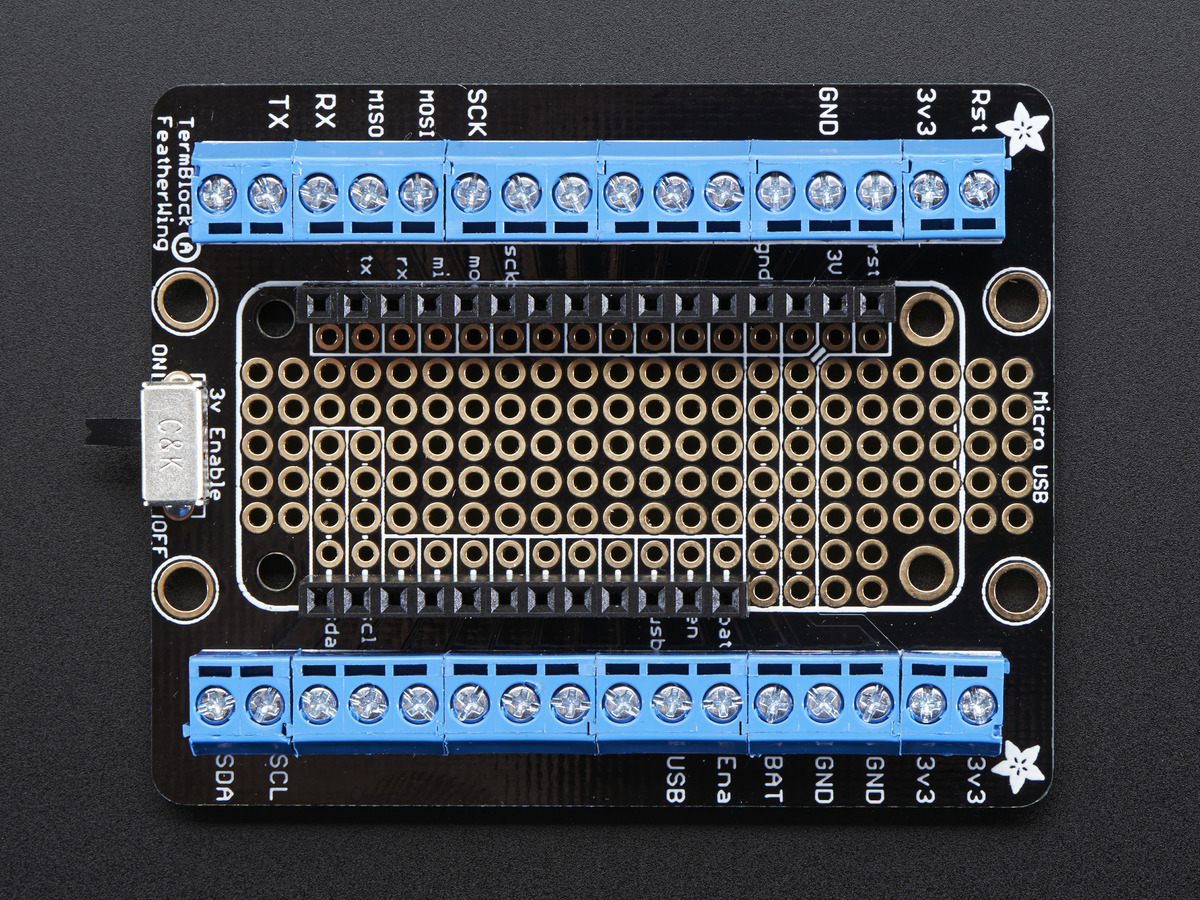 TX
RX
MISO
MOSI
SCK
GND
3v3
Rst
TermBlock
FeatherWing
A
tx
rx
mi
sck
gnd
3V
rst
ON
3v Enable
OFF
C&K
Micro USB
usb
en
bat
SDA
SCL
USB
Ena
BAT
GND
GND
3v3
3v3